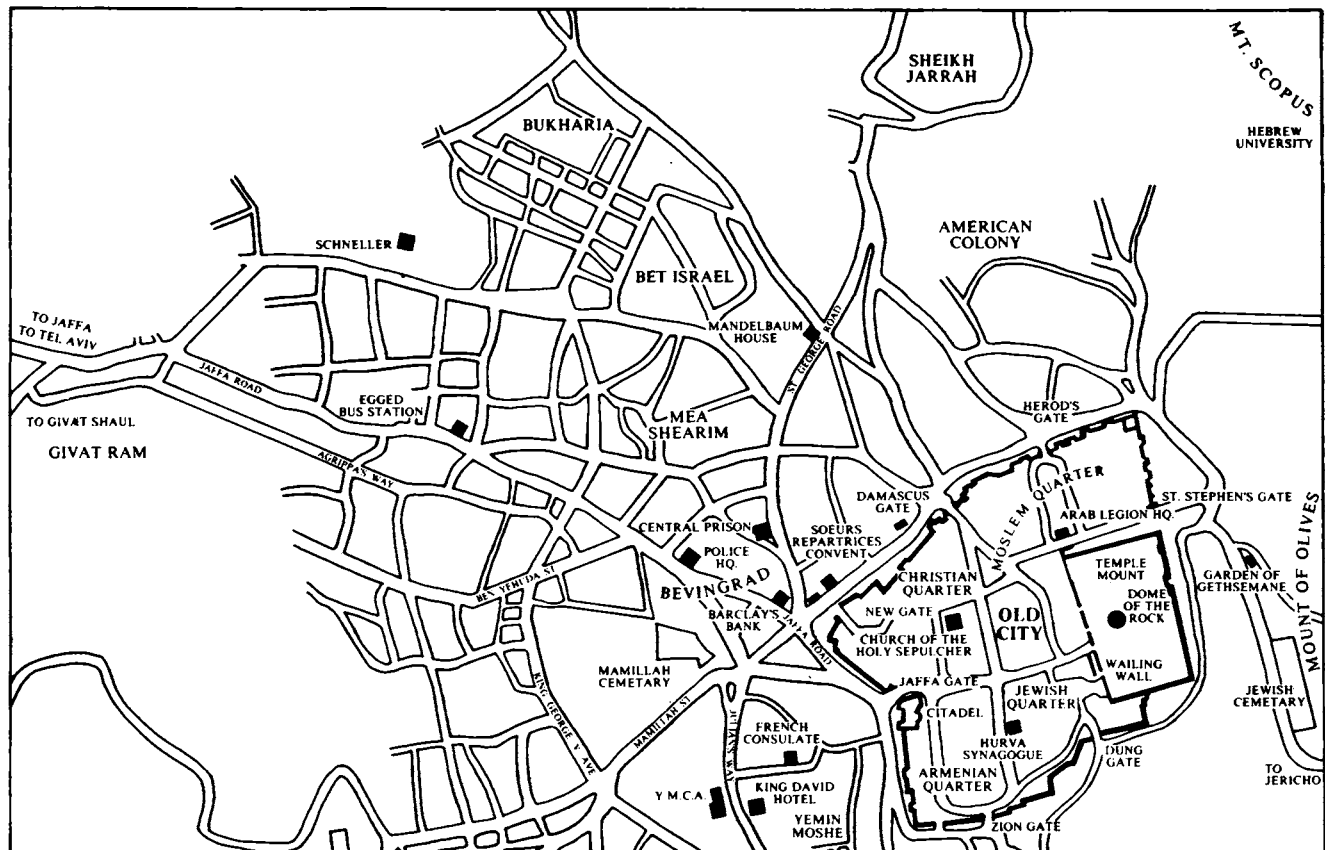 MT. SCOPUS
SHEIKH
JARRAH
BUKHARIA
HEBREW
UNIVERSITY
AMERICAN
COLONY
SCHNELLER
BET ISRAEL
TO JAFFA
TO TEL AVIV
MANDELBAUM
HOUSE
ST GEORGE ROAD
JAFFA ROAD
EGGED
BUS STATION
MEA
SHEARIM
HEROD'S
GATE
TO GIVAT SHAUL
GIVAT RAM
AGRIPPA'S WAY
MOSLEM QUARTER
DAMASCUS
GATE
ST. STEPHEN'S GATE
ARAB LEGION HQ.
CENTRAL PRISON
SOEURS
REPARTRICES
CONVENT
POLICE
HQ.
BEVINGRAD
BEN YEHUDA ST
CHRISTIAN
QUARTER
TEMPLE
MOUNT
GARDEN OF
GETHSEMANE
MOUNT OF OLIVES
DOME
OF THE
ROCK
BARCLAY'S
BANK
JAFFA ROAD
NEW GATE
OLD
CITY
CHURCH OF THE
HOLY SEPULCHER
MAMILLAH
CEMETERY
WAILING
WALL
JAFFA GATE
JEWISH
QUARTER
JEWISH
CEMETERY
KING GEORGE V AVE
MAMILLAH ST
JULIAN'S WAY
FRENCH
CONSULATE
CITADEL
HURVA
SYNAGOGUE
DUNG
GATE
ARMENIAN
QUARTER
TO
JERICHO
Y.M.C.A.
KING DAVID
HOTEL
YEMIN
MOSHE
ZION GATE